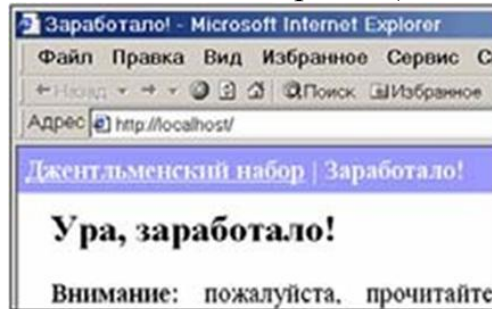 Заработало! - Microsoft Internet Explorer
Файл Правка Вид Избранное Сервис С
Назад Поиск Избранное
Адрес http://localhost/
Джентльменский набор | Заработало!
Ура, заработало!
Внимание: пожалуйста, прочитайте